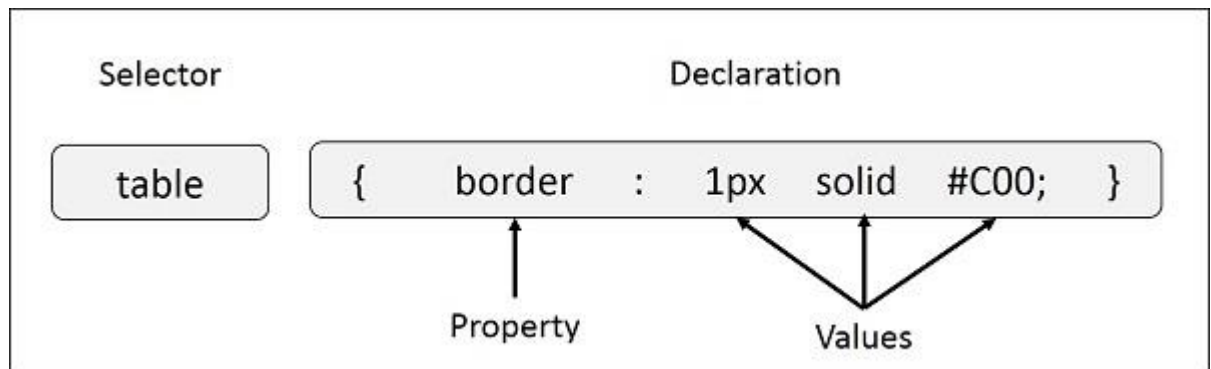 Selector Declaration
table { border : 1px solid #C00; }
Property Values